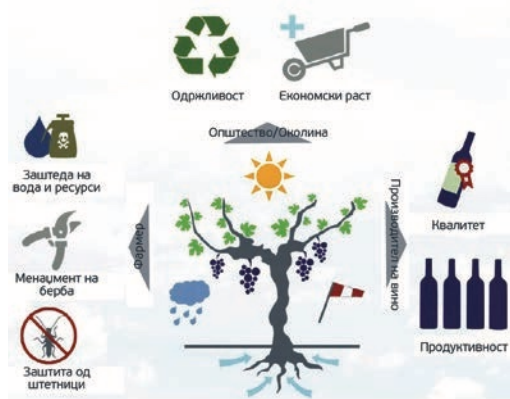 Одржливост
Економски раст
Општество/Околина
Заштеда на
вода и ресурси
Фармер
Менаџмент на
берба
Заштита од
штетници
Производител на вино
Квалитет
Продуктивност